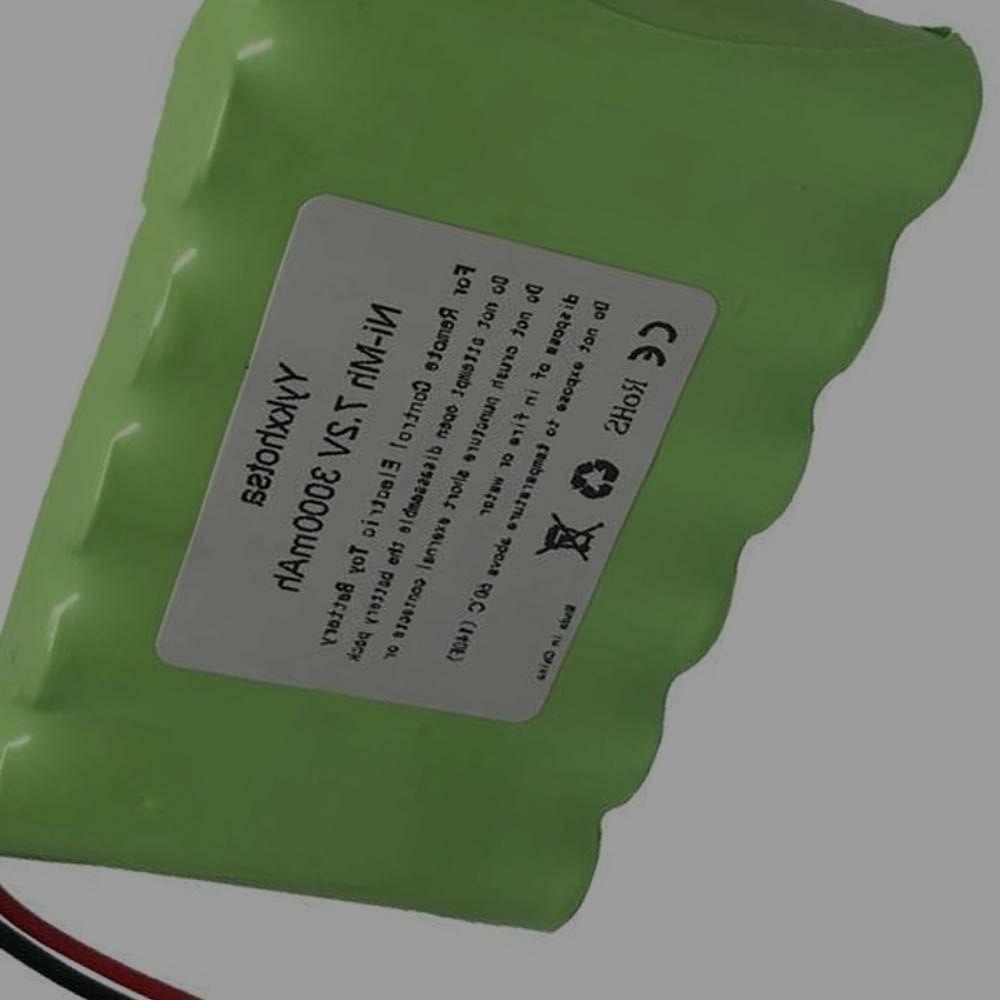 Yykxhotsa
Ni-Mh 7.2V 3000mAh
For Remote Control Electric Toy Battery
Do not attempt open disassemble the battery pack
Do not crush puncture short exernal contacts or
dispose of in fire or water
Do not expose to temperature above 60.C (140F)
CE RoHS
Made in China